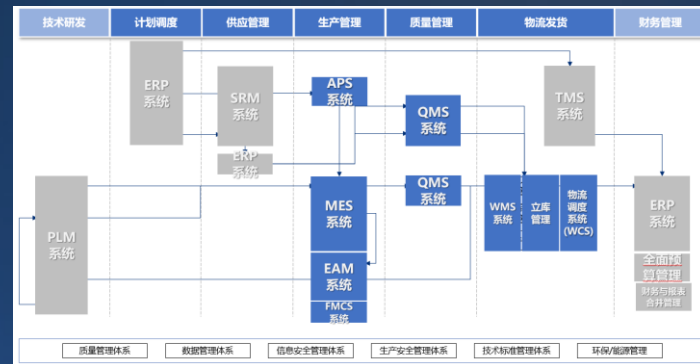 技术研发
计划调度
供应管理
生产管理
质量管理
物流发货
财务管理
ERP
系统
SRM
系统
ERP
系统
APS
系统
QMS
系统
TMS
系统
PLM
系统
MES
系统
QMS
系统
WMS
系统
立库
管理
物流
调度
系统
(WCS)
ERP
系统
EAM
系统
FMCS
系统
全面预
算管理
财务与报表
合并管理
质量管理体系
数据管理体系
信息安全管理体系
生产安全管理体系
技术标准管理体系
环保/能源管理